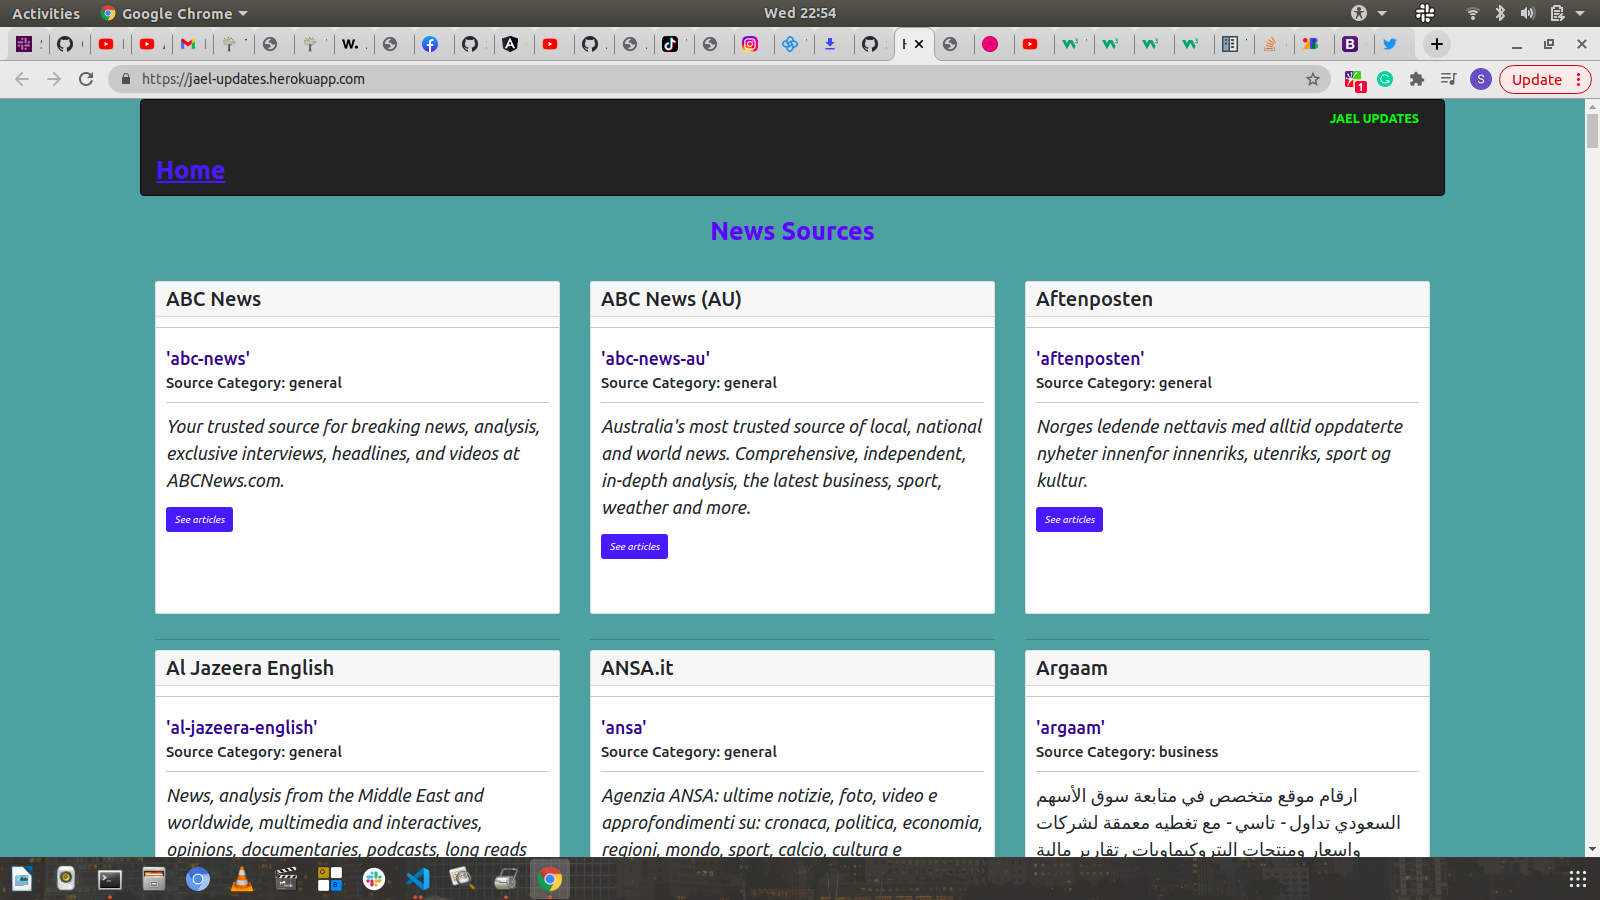 Activities
Google Chrome
Wed 22:54
https://jael-updates.herokuapp.com
S
Update
1
JAEL UPDATES
Home
News Sources
ABC News
'abc-news'
Source Category: general
Your trusted source for breaking news, analysis,
exclusive interviews, headlines, and videos at
ABCNews.com.
See articles
ABC News (AU)
'abc-news-au'
Source Category: general
Australia's most trusted source of local, national
and world news. Comprehensive, independent,
in-depth analysis, the latest business, sport,
weather and more.
See articles
Aftenposten
'aftenposten'
Source Category: general
Norges ledende nettavis med alltid oppdaterte
nyheter innenfor innenriks, utenriks, sport og
kultur.
See articles
Al Jazeera English
'al-jazeera-english'
Source Category: general
News, analysis from the Middle East and
worldwide, multimedia and interactives,
opinions, documentaries, podcasts, long reads
ANSA.it
'ansa'
Source Category: general
Agenzia ANSA: ultime notizie, foto, video e
approfondimenti su: cronaca, politica, economia,
regioni, mondo, sport, calcio, cultura e
Argaam
'argaam'
Source Category: business
ارقام موقع متخصص في متابعة سوق الأسهم
السعودي تداول - تاسي - مع تغطيه معمقة لشركات
واسعار ومنتجات البتروكيماويات , تقارير مالية